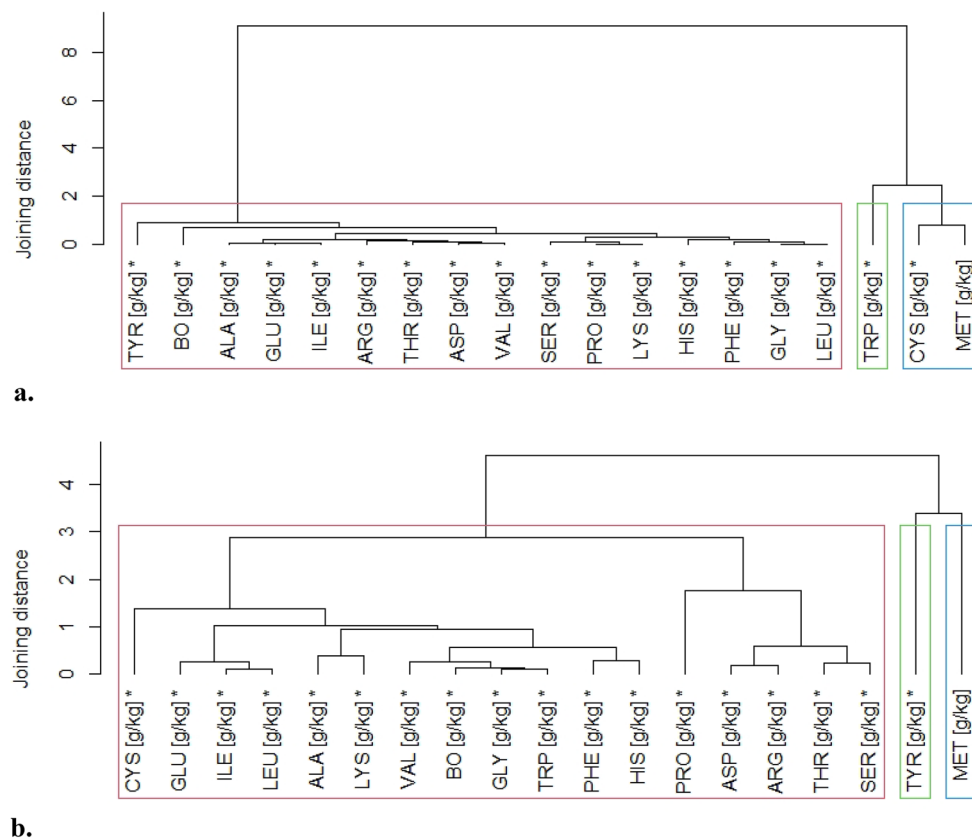 Joining distance
8
6
4
2
0
TYR [g/kg] *
BO [g/kg] *
ALA [g/kg] *
GLU [g/kg] *
ILE [g/kg] *
ARG [g/kg] *
THR [g/kg] *
ASP [g/kg] *
VAL [g/kg] *
SER [g/kg] *
PRO [g/kg] *
LYS [g/kg] *
HIS [g/kg] *
PHE [g/kg] *
GLY [g/kg] *
LEU [g/kg] *
TRP [g/kg] *
CYS [g/kg] *
MET [g/kg]
a.
Joining distance
4
3
2
1
0
CYS [g/kg] *
GLU [g/kg] *
ILE [g/kg] *
LEU [g/kg] *
ALA [g/kg] *
LYS [g/kg] *
VAL [g/kg] *
BO [g/kg] *
GLY [g/kg] *
TRP [g/kg] *
PHE [g/kg] *
HIS [g/kg] *
PRO [g/kg] *
ASP [g/kg] *
ARG [g/kg] *
THR [g/kg] *
SER [g/kg] *
TYR [g/kg] *
MET [g/kg]
b.